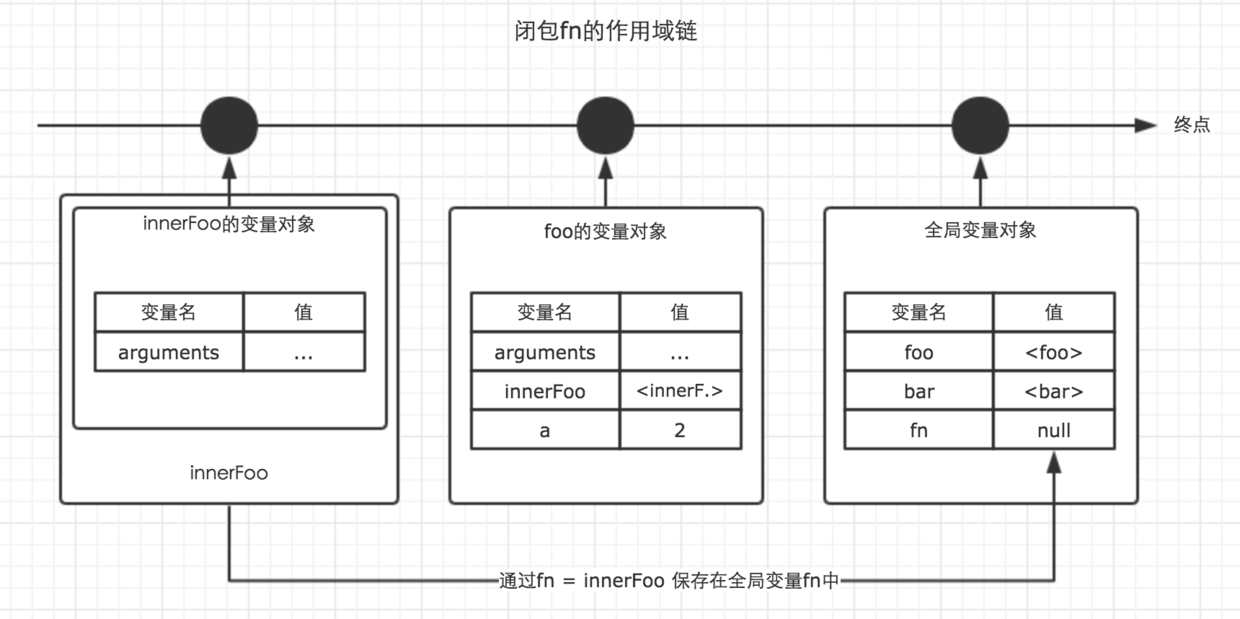 闭包fn的作用域链
终点
innerFoo的变量对象
变量名 值
arguments ...
innerFoo
foo的变量对象
变量名 值
arguments ...
innerFoo <innerF.>
a 2
全局变量对象
变量名 值
foo <foo>
bar <bar>
fn null
通过fn = innerFoo 保存在全局变量fn中